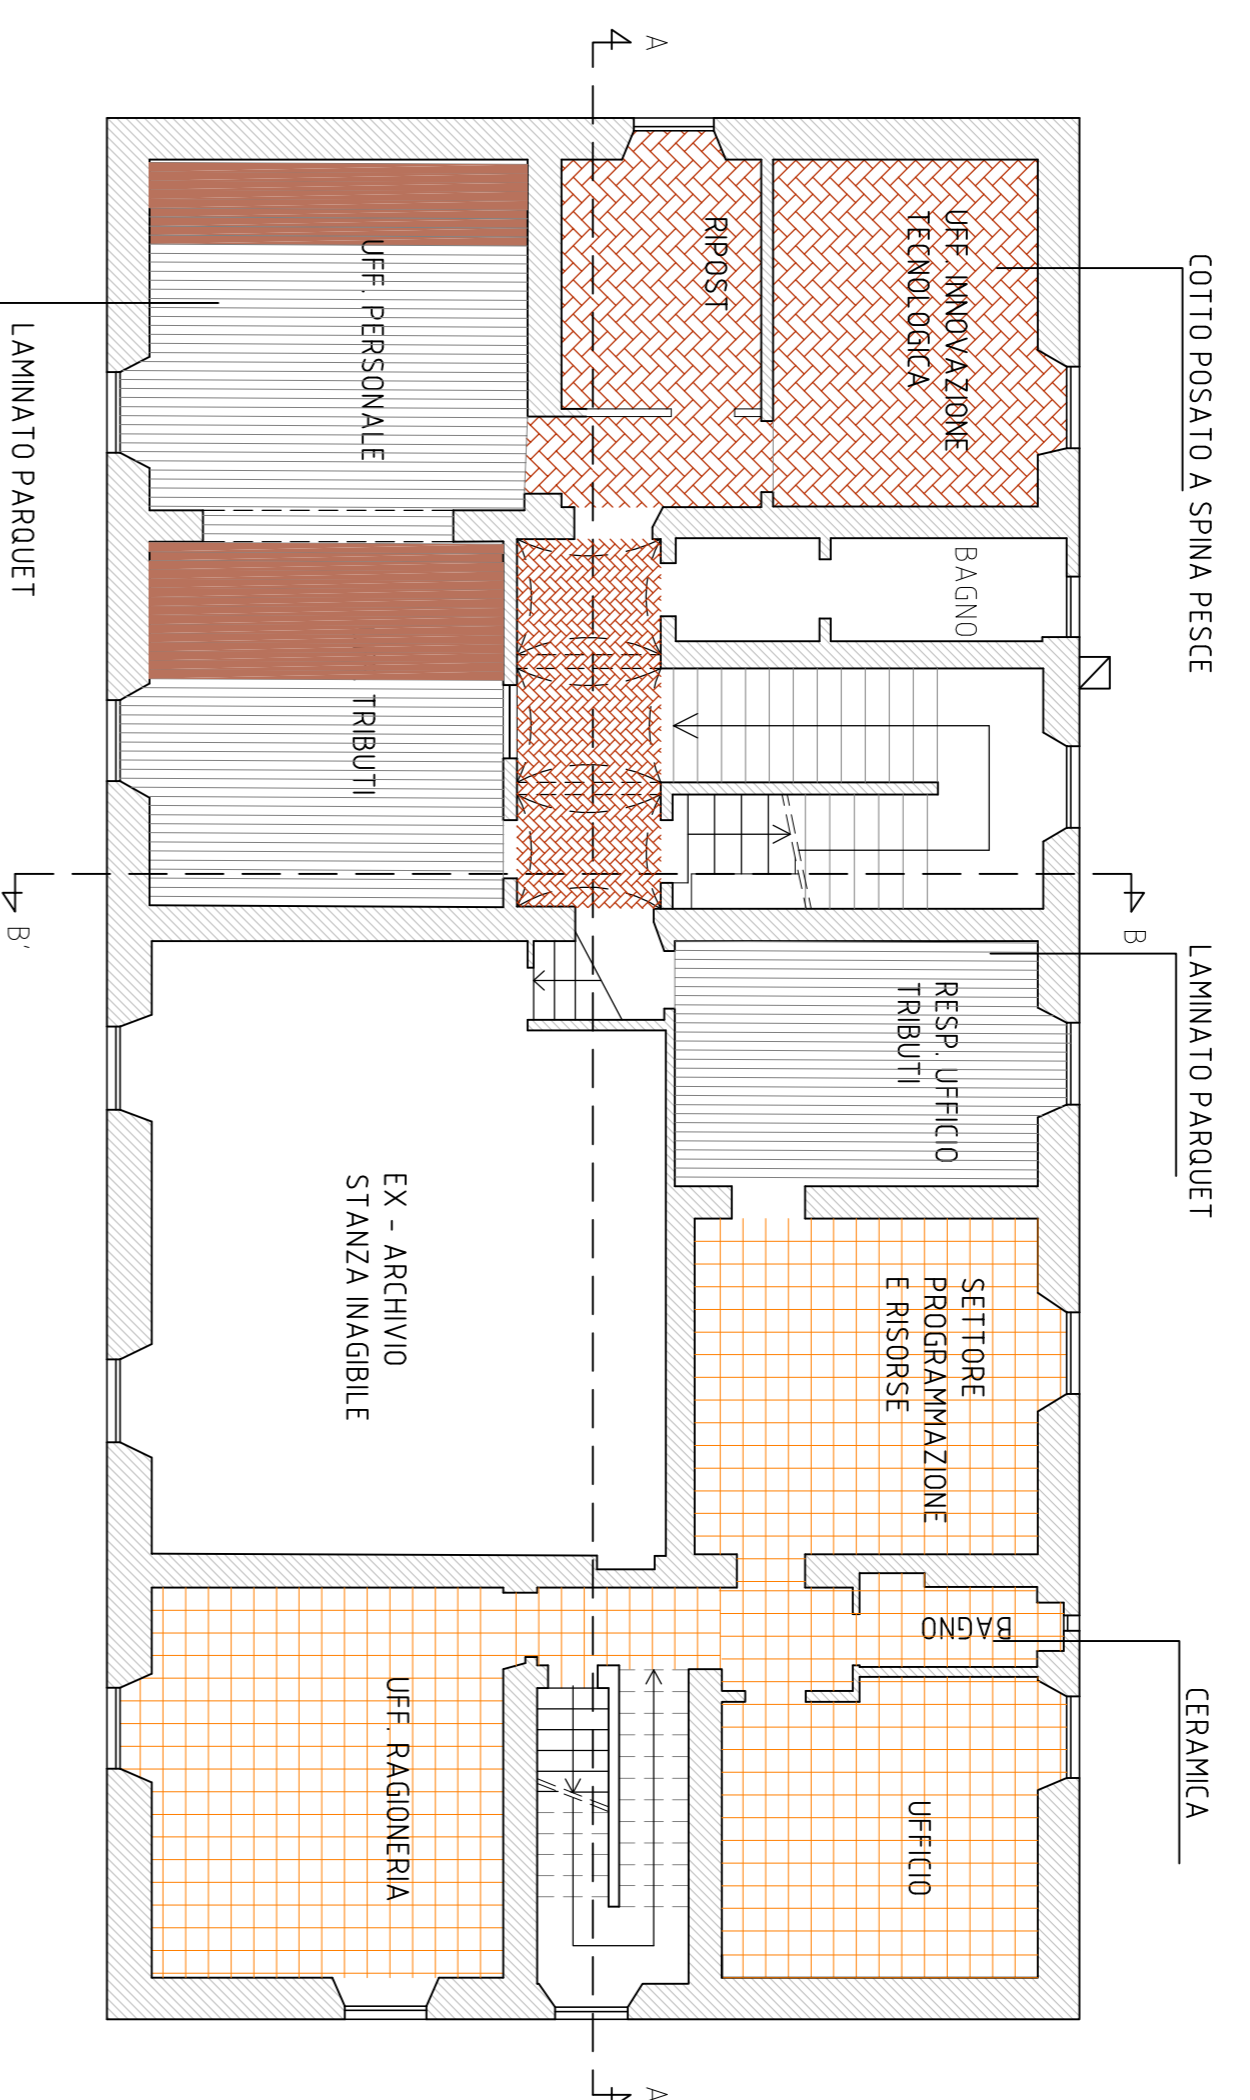 A
COTTO POSATO A SPINA PESCE
UFF. INNOVAZIONE
TECNOLOGICA
RIPOST
UFF. PERSONALE
LAMINATO PARQUET
BAGNO
TRIBUTI
B
B'
LAMINATO PARQUET
RESP. UFFICIO
TRIBUTI
EX - ARCHIVIO
STANZA INAGIBILE
SETTORE
PROGRAMMAZIONE
E RISORSE
BAGNO
CERAMICA
UFFICIO
UFF. RAGIONERIA
A